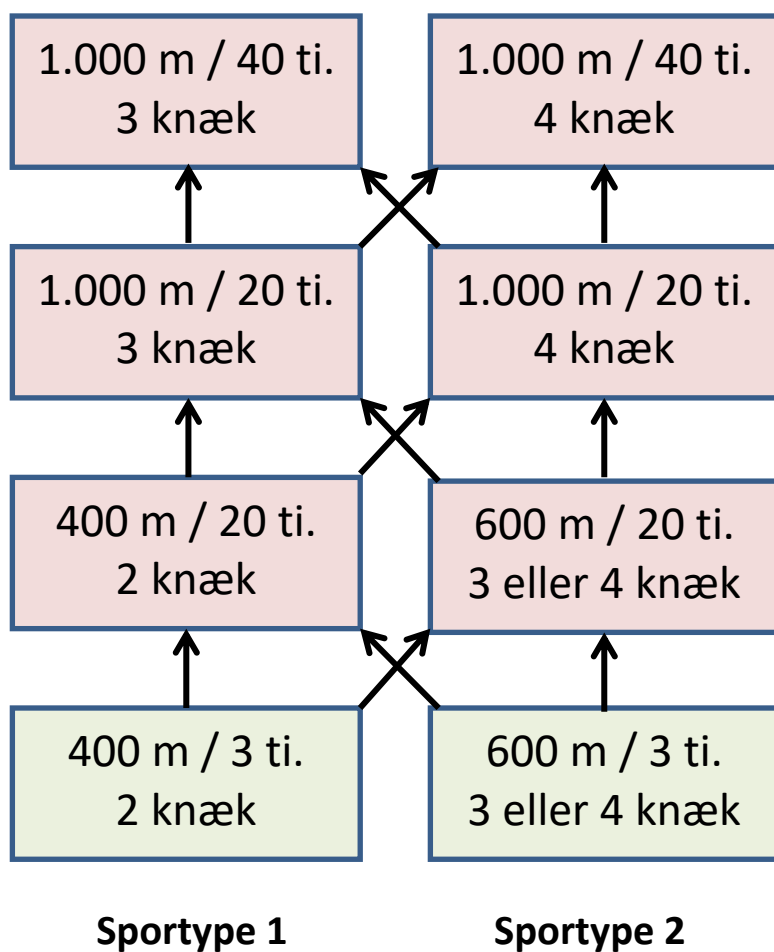 1.000 m / 40 ti.
3 knæk
1.000 m / 40 ti.
4 knæk
1.000 m / 20 ti.
3 knæk
1.000 m / 20 ti.
4 knæk
400 m / 20 ti.
2 knæk
600 m / 20 ti.
3 eller 4 knæk
400 m / 3 ti.
2 knæk
600 m / 3 ti.
3 eller 4 knæk
Sportype 1
Sportype 2